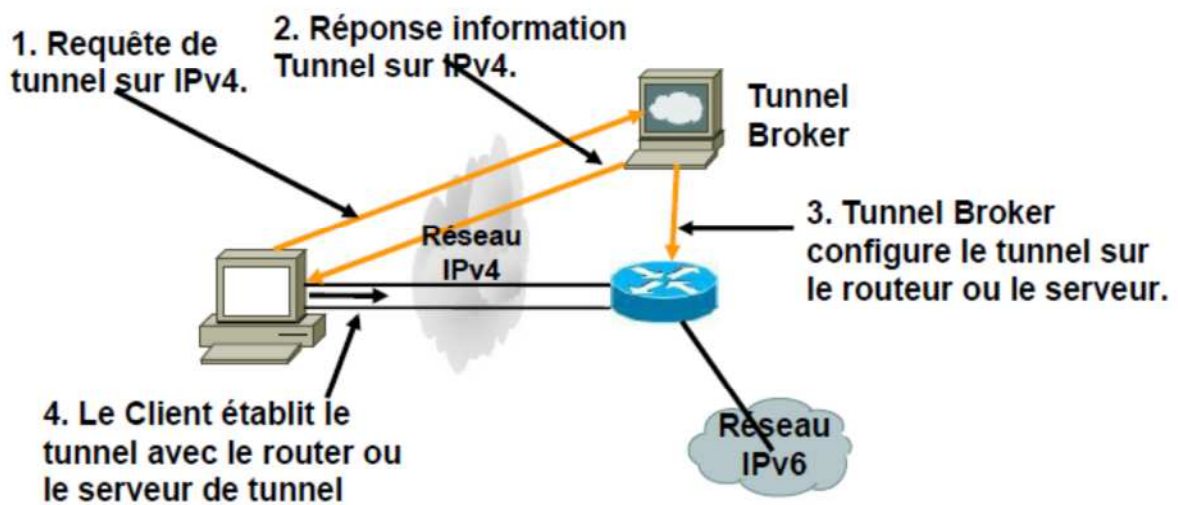 1. Requête de
tunnel sur IPv4.
2. Réponse information
Tunnel sur IPv4.
Tunnel
Broker
Réseau
IPv4
3. Tunnel Broker
configure le tunnel sur
le routeur ou le serveur.
4. Le Client établit le
tunnel avec le router ou
le serveur de tunnel
Réseau
IPv6